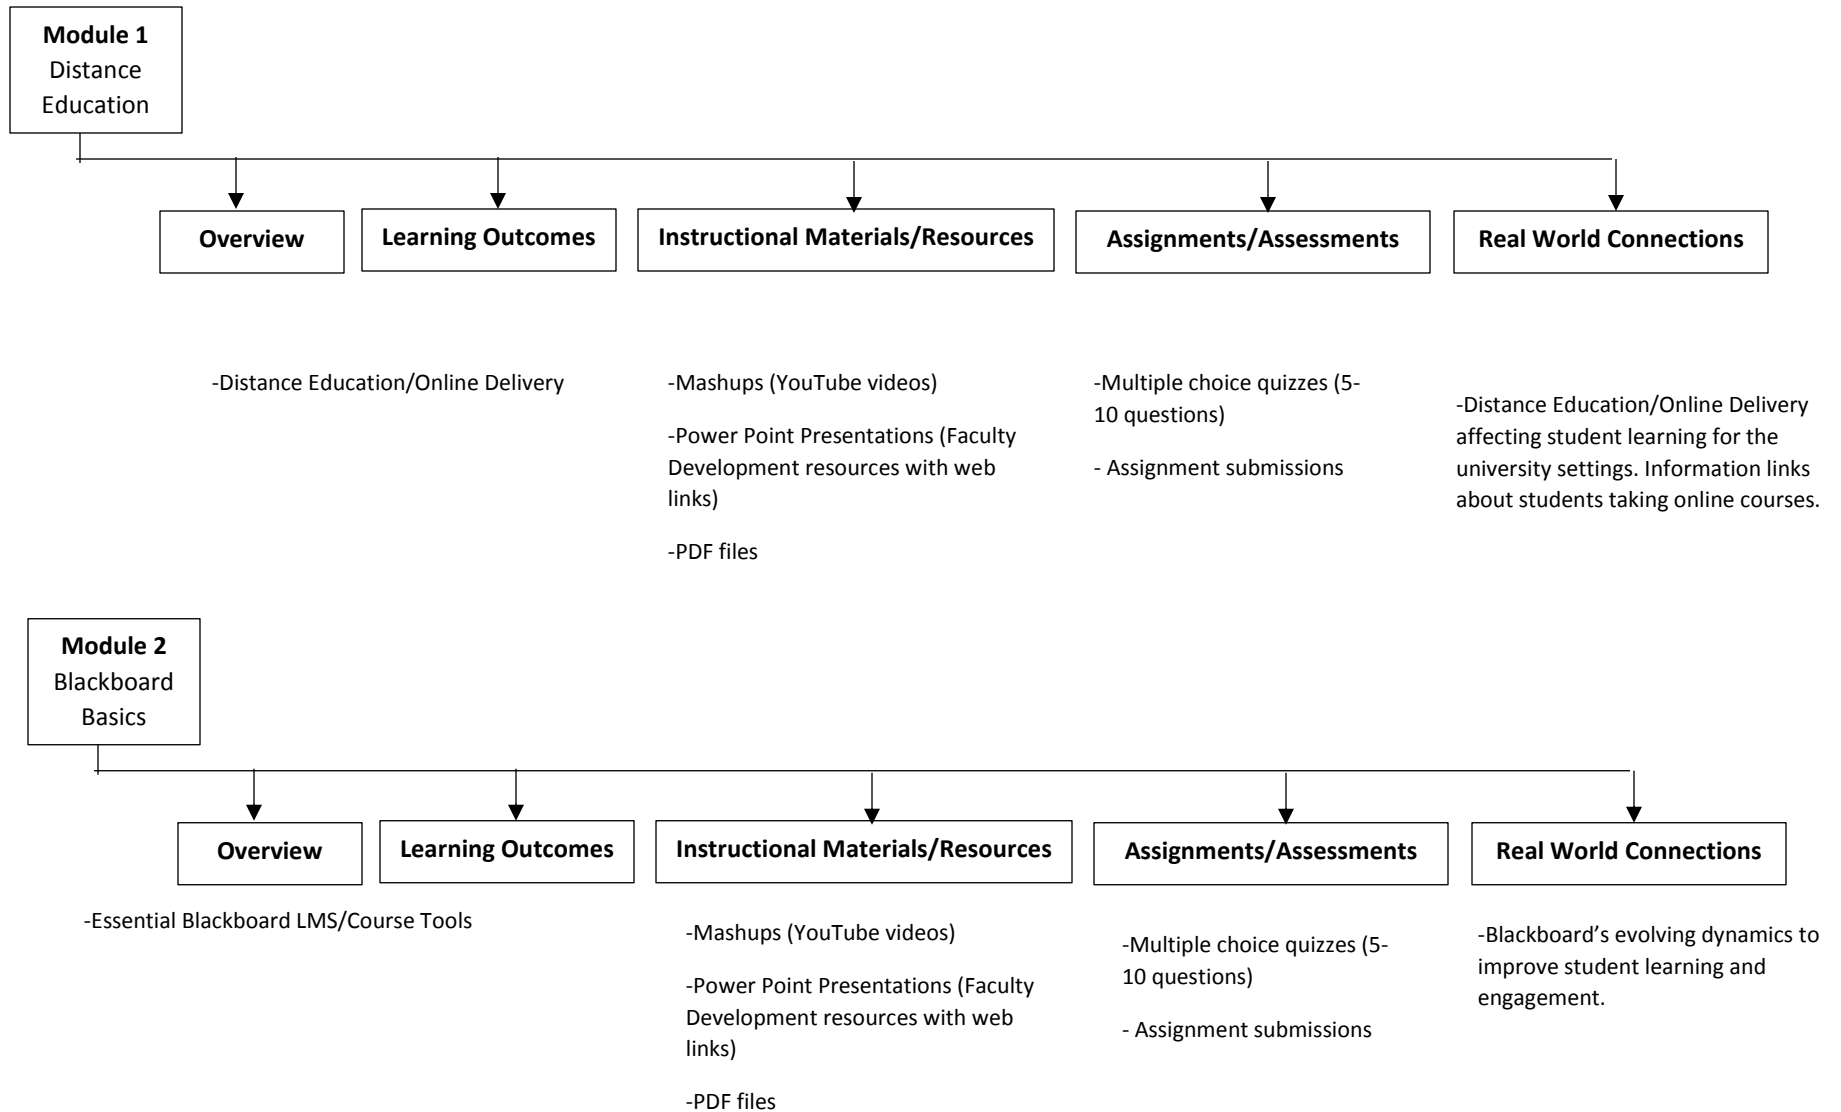 Module 1
Distance
Education
Overview
Learning Outcomes
Instructional Materials/Resources
Assignments/Assessments
Real World Connections
-Distance Education/Online Delivery
-Mashups (YouTube videos)
-Power Point Presentations (Faculty
Development resources with web
links)
-PDF files
-Multiple choice quizzes (5-
10 questions)
- Assignment submissions
-Distance Education/Online Delivery
affecting student learning for the
university settings. Information links
about students taking online courses.
Module 2
Blackboard
Basics
Overview
Learning Outcomes
Instructional Materials/Resources
Assignments/Assessments
Real World Connections
-Essential Blackboard LMS/Course Tools
-Mashups (YouTube videos)
-Power Point Presentations (Faculty
Development resources with web
links)
-PDF files
-Multiple choice quizzes (5-
10 questions)
- Assignment submissions
-Blackboard’s evolving dynamics to
improve student learning and
engagement.